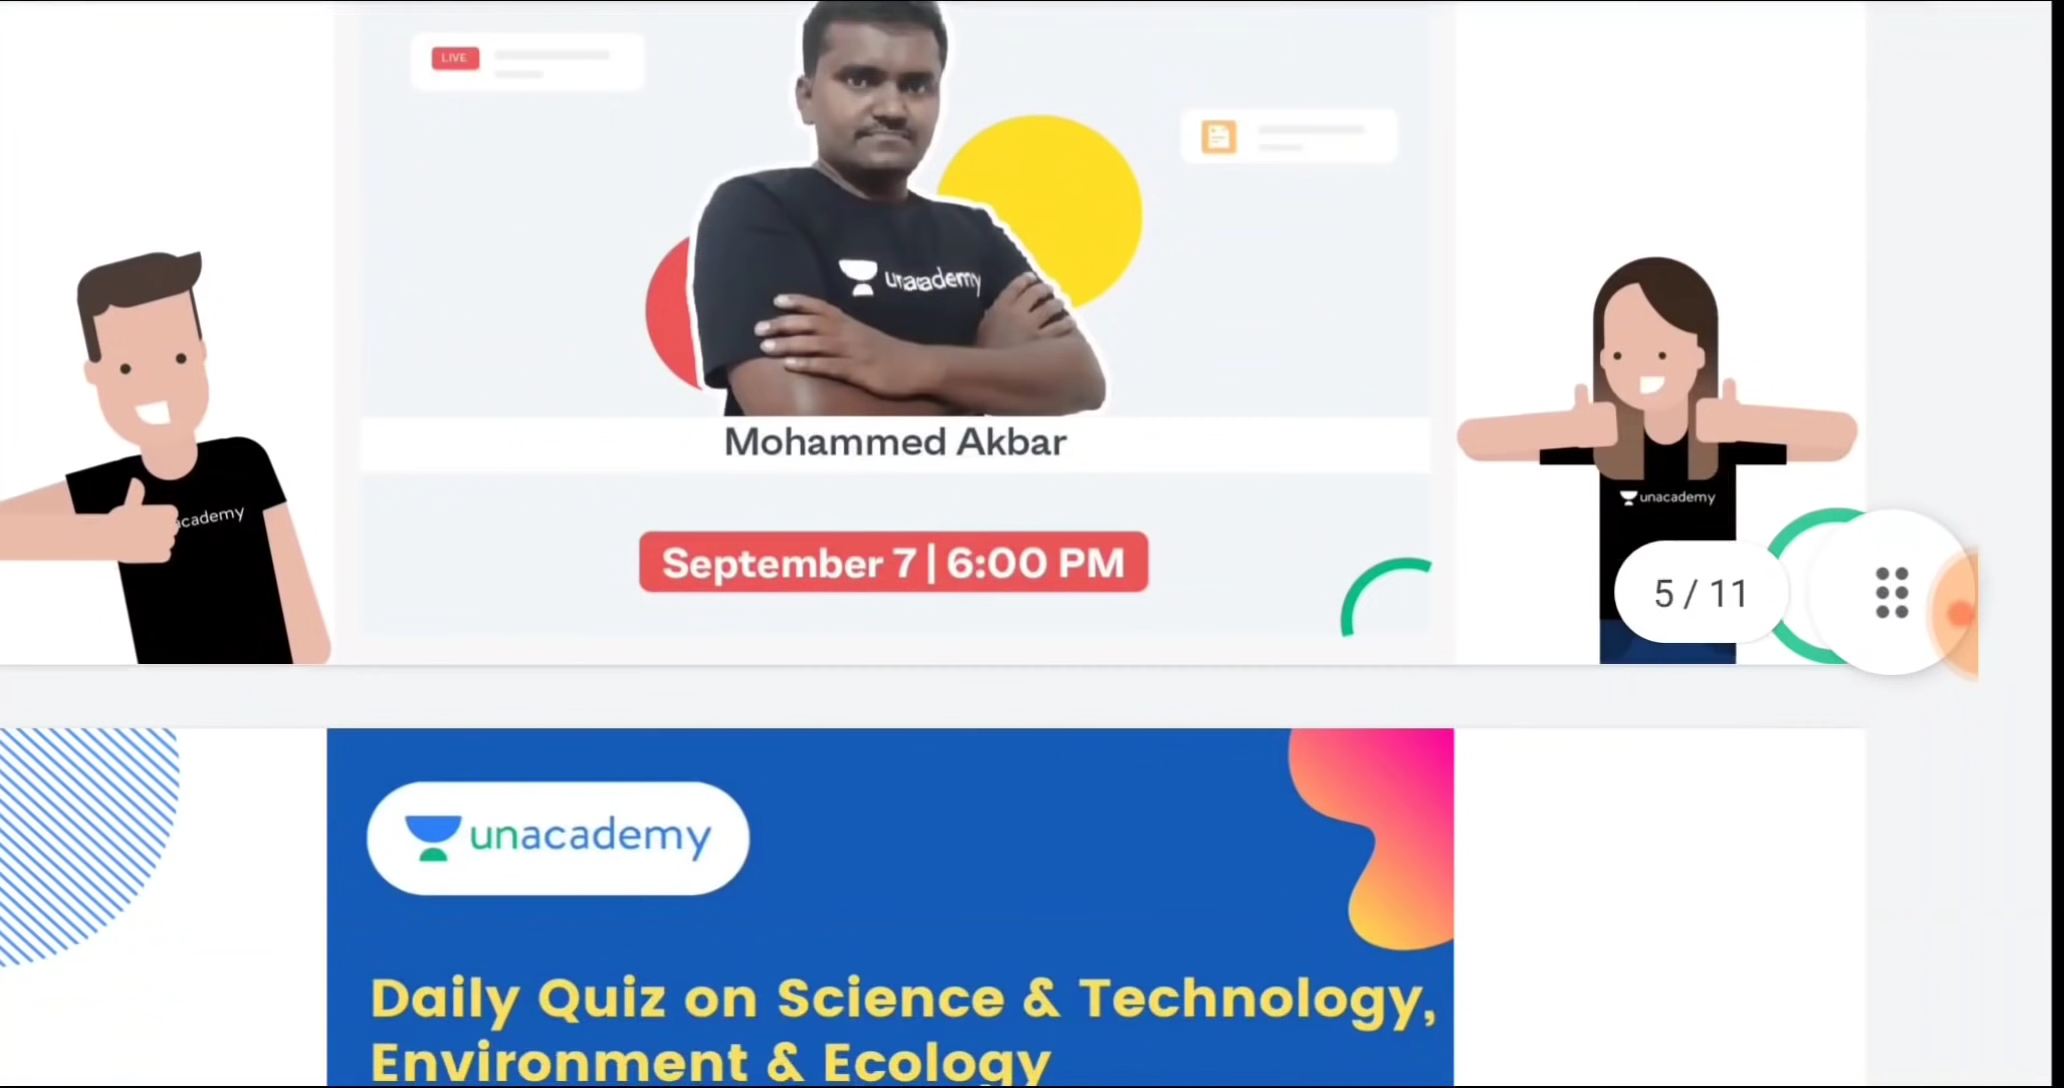 LIVE
unacademy
Mohammed Akbar
academy
unacademy
September 7 | 6:00 PM
5 / 11
unacademy
Daily Quiz on Science & Technology,
Environment & Ecology